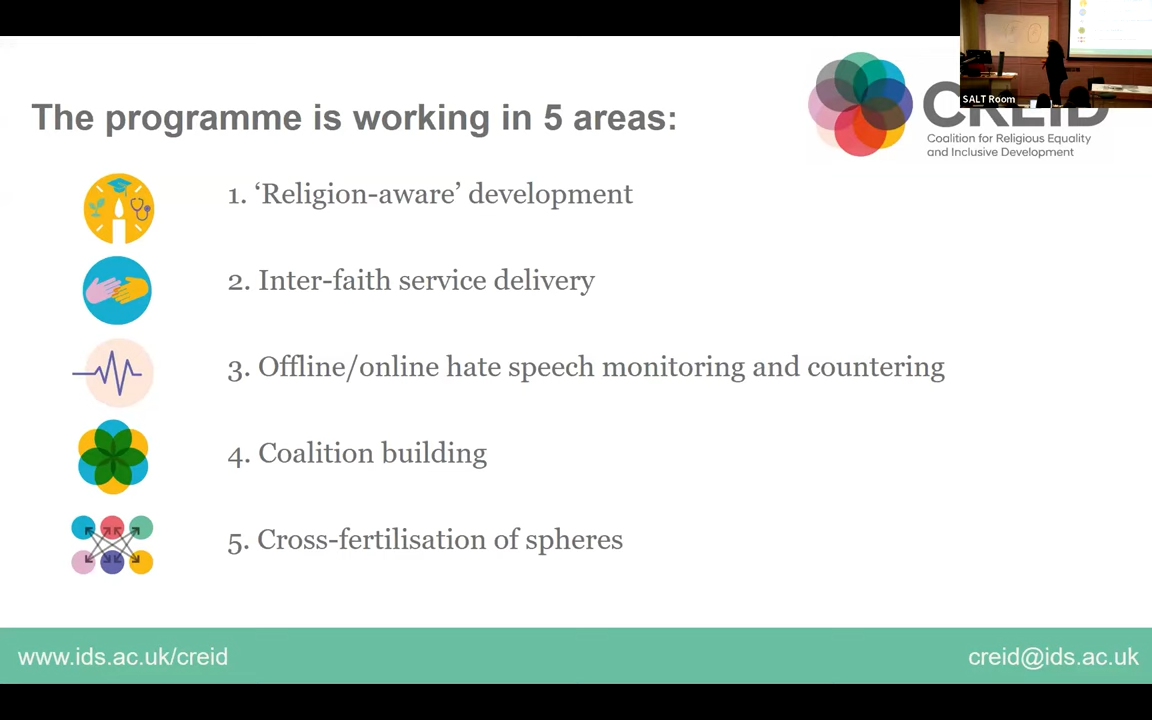 SALT Room
The programme is working in 5 areas:
CREID
Coalition for Religious Equality
and Inclusive Development
1. ‘Religion-aware’ development
2. Inter-faith service delivery
3. Offline/online hate speech monitoring and countering
4. Coalition building
5. Cross-fertilisation of spheres
www.ids.ac.uk/creid
creid@ids.ac.uk